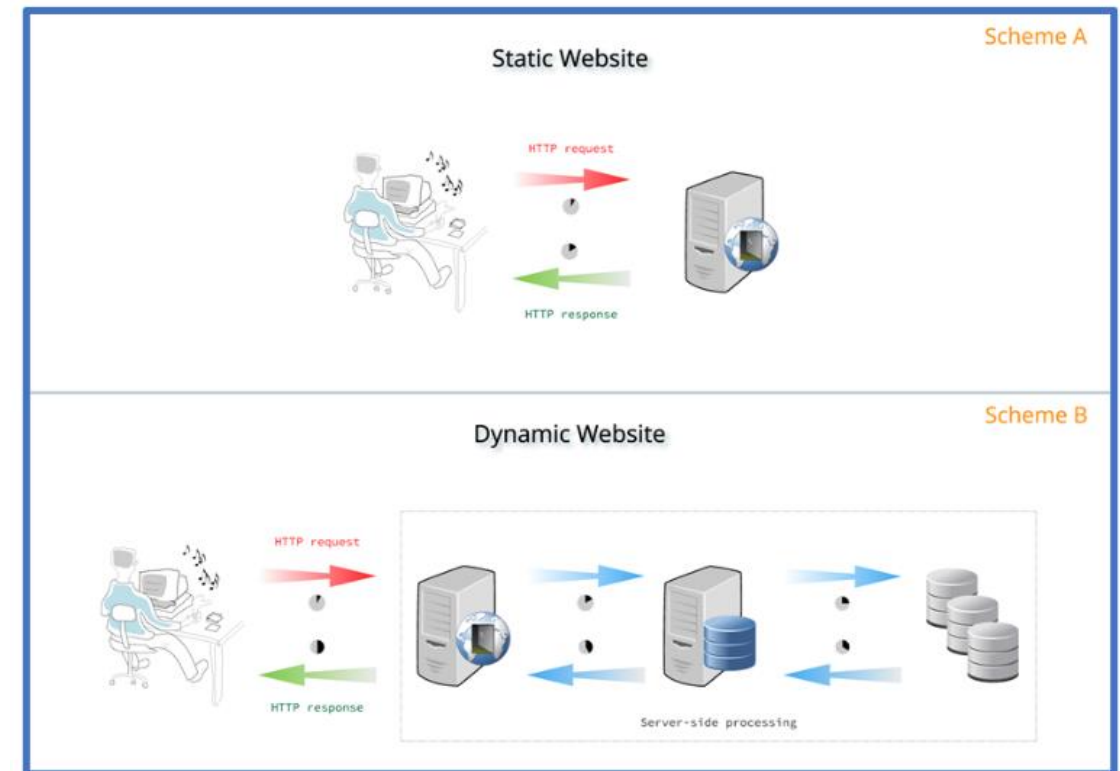 Scheme A
Static Website
HTTP request
HTTP response
Scheme B
Dynamic Website
HTTP request
HTTP response
Server-side processing